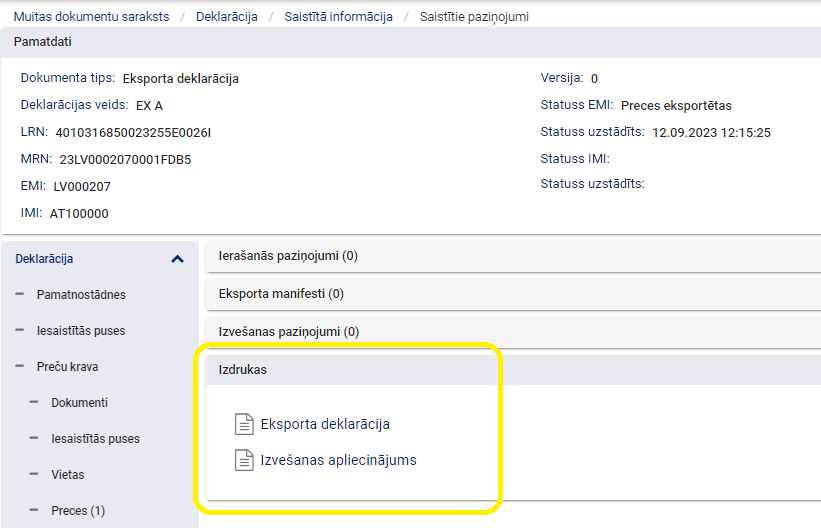 Muitas dokumentu saraksts / Deklarācija / Saistītā informācija / Saistītie paziņojumi
Pamatdati
Dokumenta tips: Eksporta deklarācija
Deklarācijas veids: EX A
LRN: 4010316850023255E0026I
MRN: 23LV0002070001FDB5
EMI: LV000207
IMI: AT100000
Versija: 0
Statuss EMI: Preces eksportētas
Statuss uzstādīts: 12.09.2023 12:15:25
Statuss IMI:
Statuss uzstādīts:
Deklarācija
Pamatnostādnes
Iesaistītās puses
Preču krava
Dokumenti
Iesaistītās puses
Vietas
Preces (1)
Ierašanās paziņojumi (0)
Eksporta manifesti (0)
Izvešanas paziņojumi (0)
Izdrukas
Eksporta deklarācija
Izvešanas apliecinājums